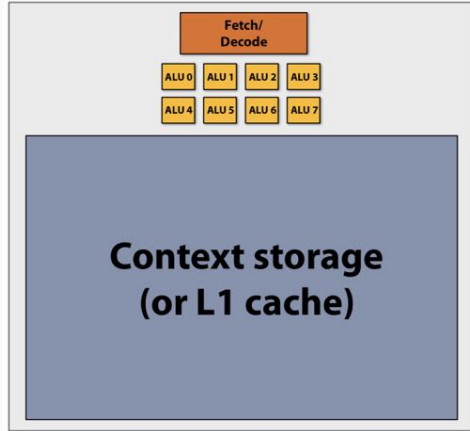 Fetch/
Decode
ALU 0 ALU 1 ALU 2 ALU 3
ALU 4 ALU 5 ALU 6 ALU 7
Context storage
(or L1 cache)